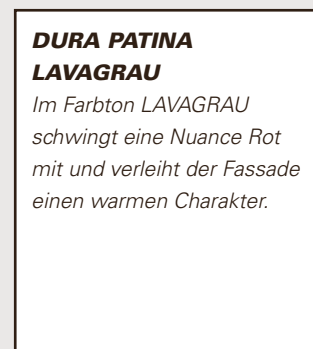 DURA PATINA
LAVAGRAU
Im Farbton LAVAGRAU
schwingt eine Nuance Rot
mit und verleiht der Fassade
einen warmen Charakter.